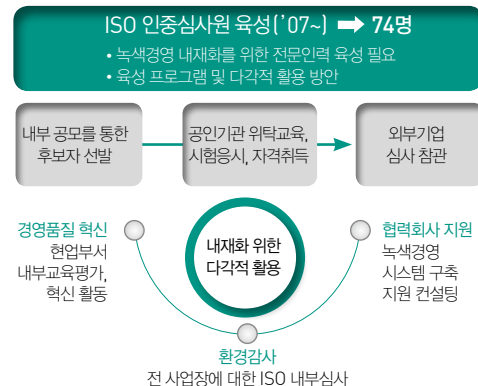 ISO 인중심사원 육성('07~) ➡ 74명
• 녹색경영 내재화를 위한 전문인력 육성 필요
• 육성 프로그램 및 다각적 활용 방안
내부 공모를 통한
후보자 선발
공인기관 위탁교육,
시험응시, 자격취득
외부기업
심사 참관
경영품질 혁신
현업부서
내부교육평가,
혁신 활동
내재화 위한
다각적 활용
협력회사 지원
녹색경영
시스템 구축
지원 컨설팅
환경감사
전 사업장에 대한 ISO 내부심사